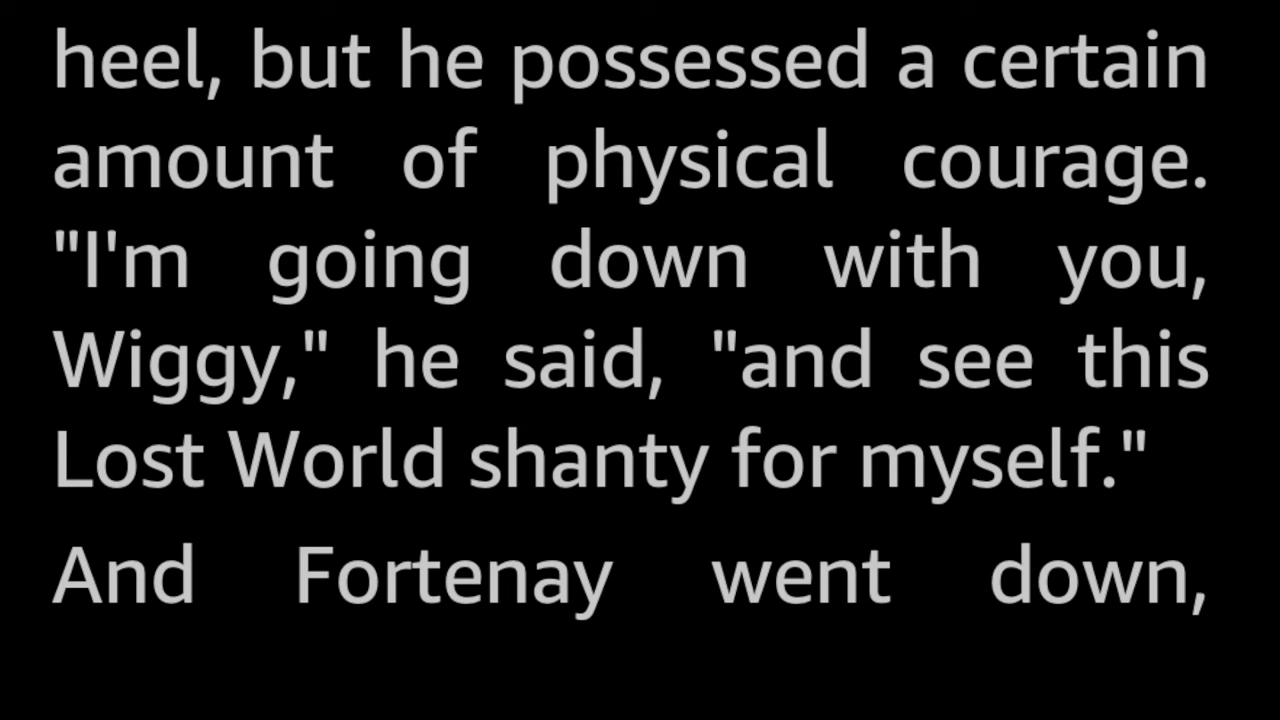 heel, but he possessed a certain
amount of physical courage.
"I'm going down with you,
Wiggy," he said, "and see this
Lost World shanty for myself."
And Fortenay went down,